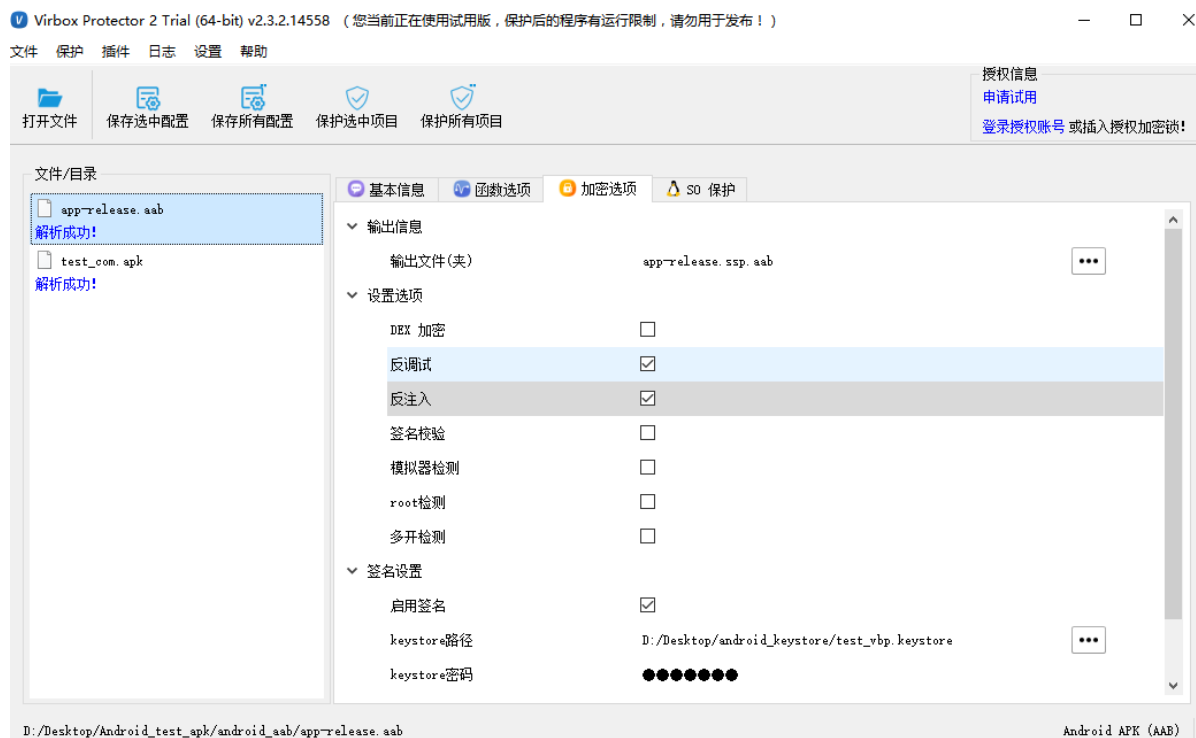 Virbox Protector 2 Trial (64-bit) v2.3.2.14558 （您当前正在使用试用版，保护后的程序有运行限制，请勿用于发布！）
文件 保护 插件 日志 设置 帮助
打开文件 保存选中配置 保存所有配置 保护选中项目 保护所有项目
授权信息
申请试用
登录授权账号 或插入授权加密锁!
文件/目录
app-release.aab
解析成功!
test_com.apk
解析成功!
基本信息 函数选项 加密选项 SO 保护
输出信息
输出文件(夹) app-release.ssp.aab
设置选项
DEX 加密
反调试
反注入
签名校验
模拟器检测
root检测
多开检测
签名设置
启用签名
keystore路径 D:/Desktop/android_keystore/test_vbp.keystore
keystore密码 ●●●●●●●
D:/Desktop/Android_test_apk/android_aab/app-release.aab Android APK (AAB)